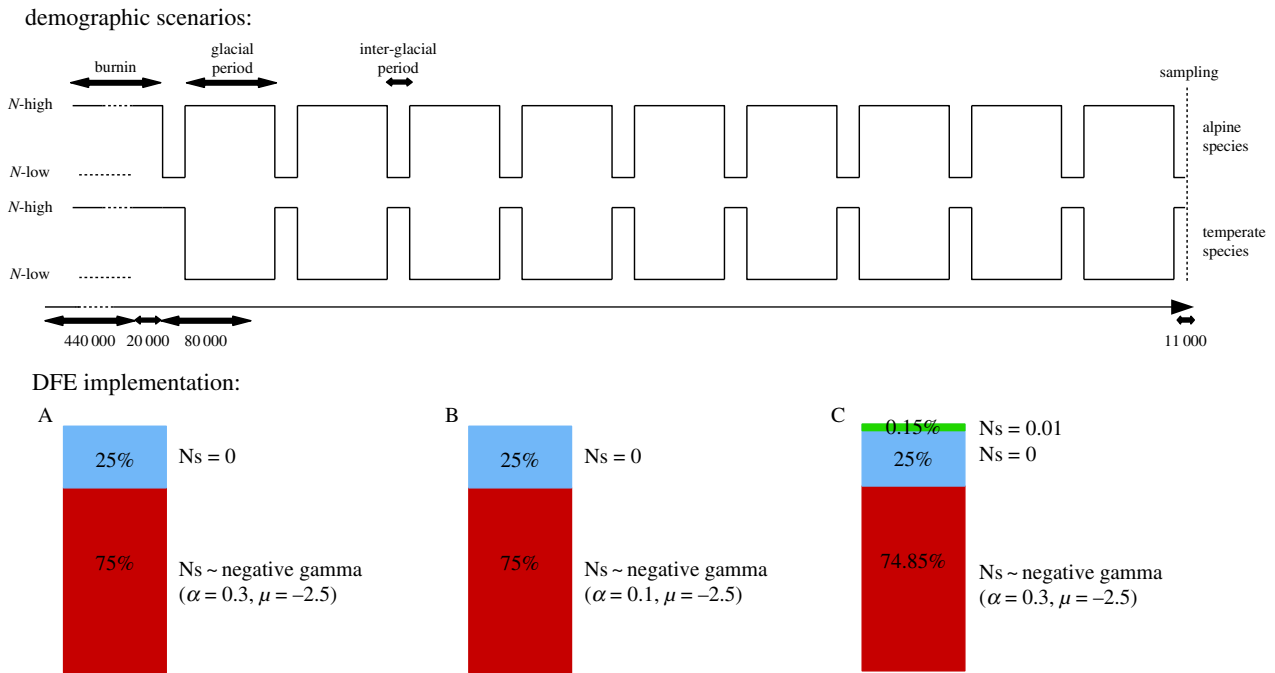 demographic scenarios:
burnin
glacial
period
inter-glacial
period
sampling
N-high
N-low
alpine
species
N-high
N-low
temperate
species
440 000
20 000
80 000
11 000
DFE implementation:
A
25%
Ns = 0
75%
Ns ~ negative gamma
(α = 0.3, μ = –2.5)
B
25%
Ns = 0
75%
Ns ~ negative gamma
(α = 0.1, μ = –2.5)
C
0.15%
Ns = 0.01
25%
Ns = 0
74.85%
Ns ~ negative gamma
(α = 0.3, μ = –2.5)